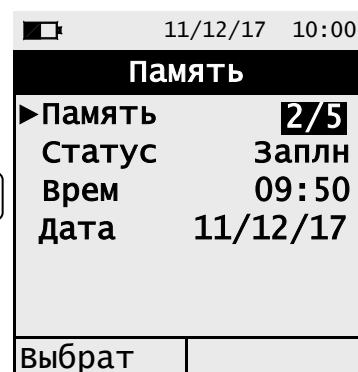 11/12/17 10:00
Память
►Память 2/5
Статус Заплн
Врем 09:50
Дата 11/12/17
Выбрат